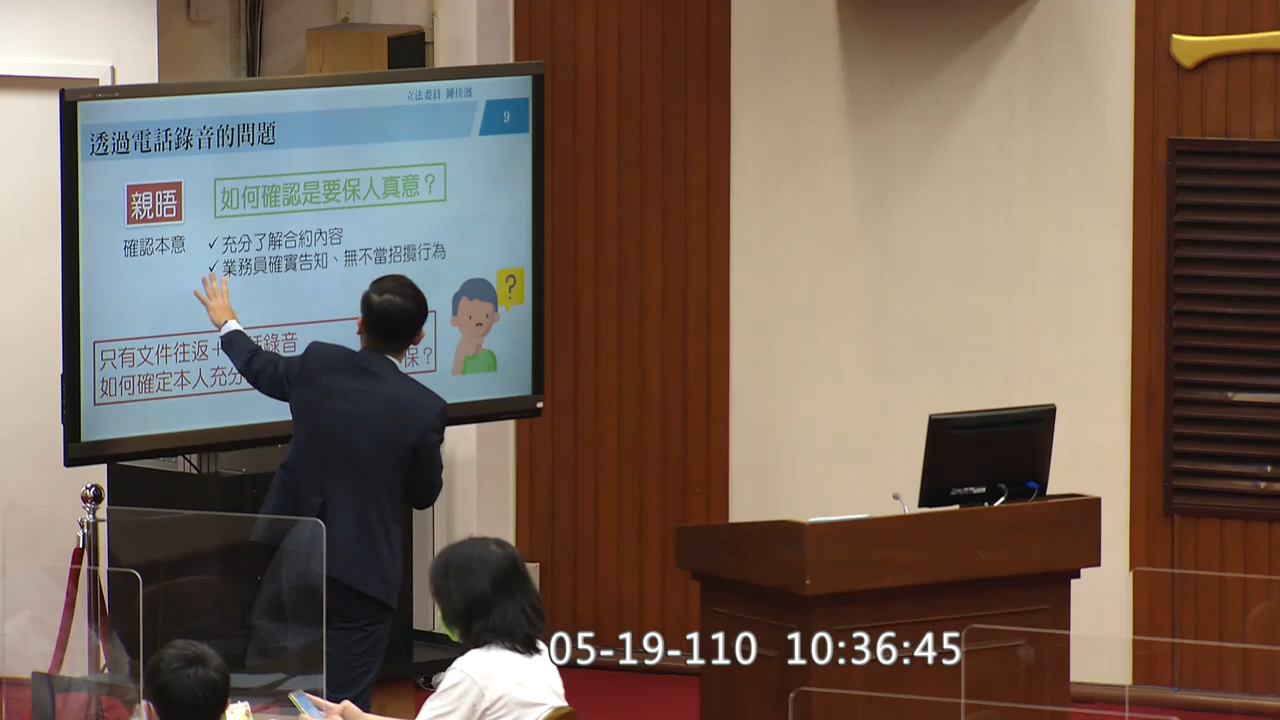 立法委員 鍾佳濱
9
透過電話錄音的問題
親晤
如何確認是要保人真意？
確認本意
✓ 充分了解合約內容
✓ 業務員確實告知、無不當招攬行為
?
只有文件往返＋
話錄音
如何確定本人充分
保？
05-19-110 10:36:45